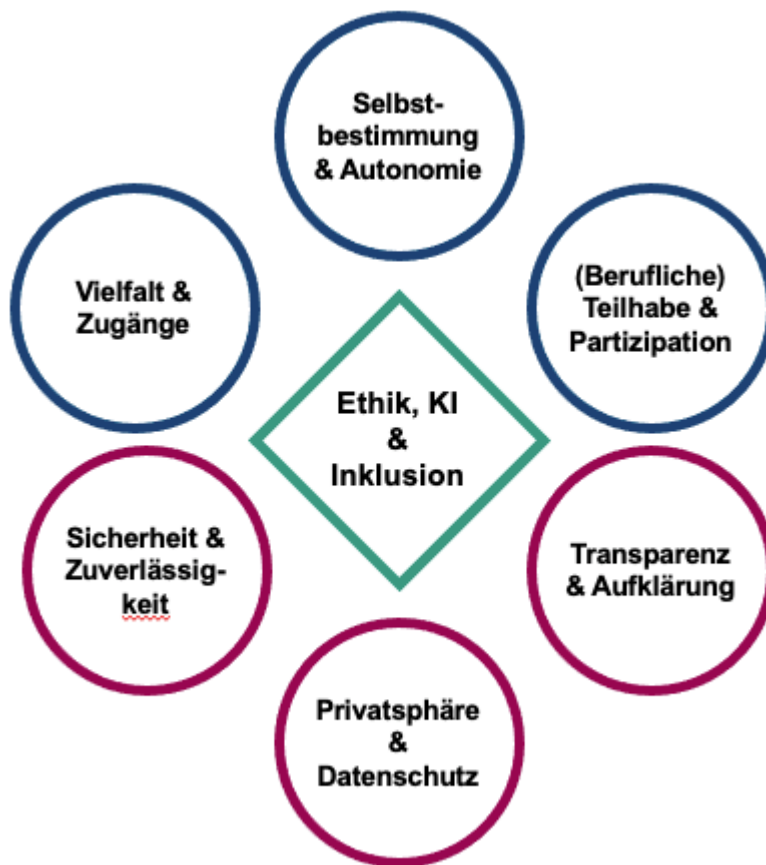 Selbst-
bestimmung
& Autonomie
Vielfalt &
Zugänge
(Berufliche)
Teilhabe &
Partizipation
Ethik, KI
&
Inklusion
Sicherheit &
Zuverlässig-
keit
Transparenz
& Aufklärung
Privatsphäre
&
Datenschutz